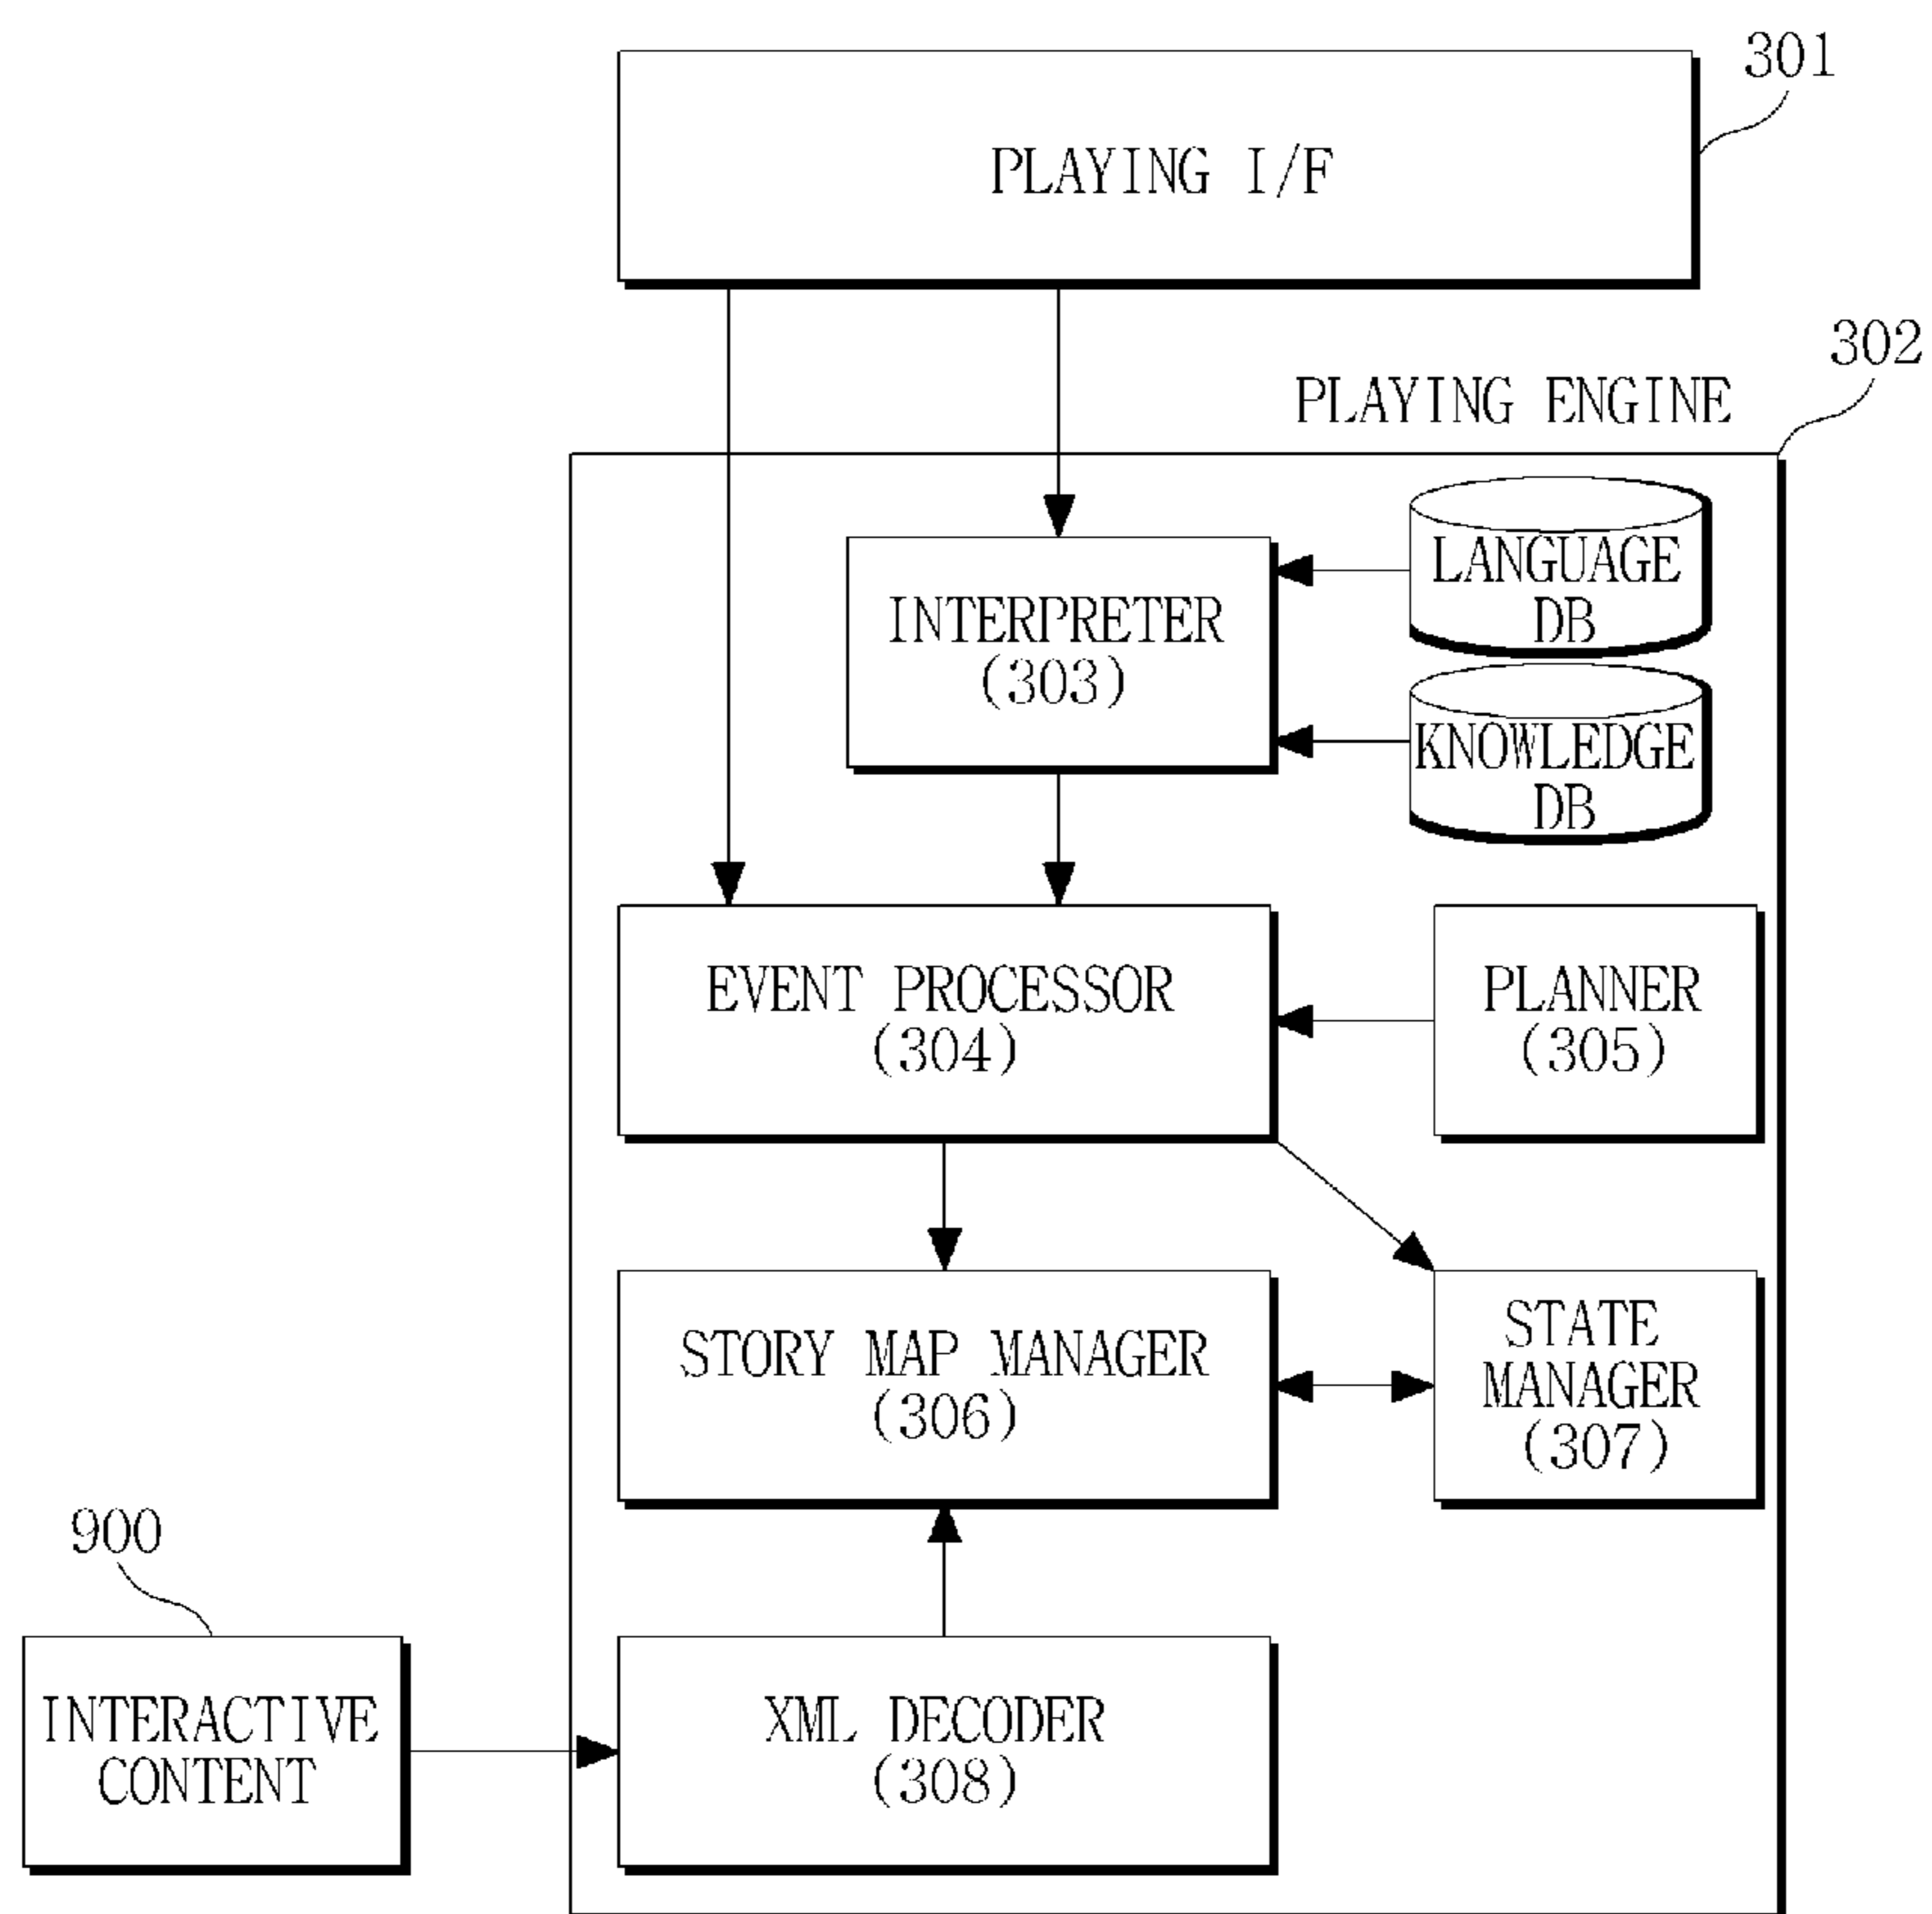 301
PLAYING I/F
302
PLAYING ENGINE
LANGUAGE
DB
INTERPRETER
(303)
KNOWLEDGE
DB
EVENT PROCESSOR
(304)
PLANNER
(305)
STORY MAP MANAGER
(306)
STATE
MANAGER
(307)
900
INTERACTIVE
CONTENT
XML DECODER
(308)